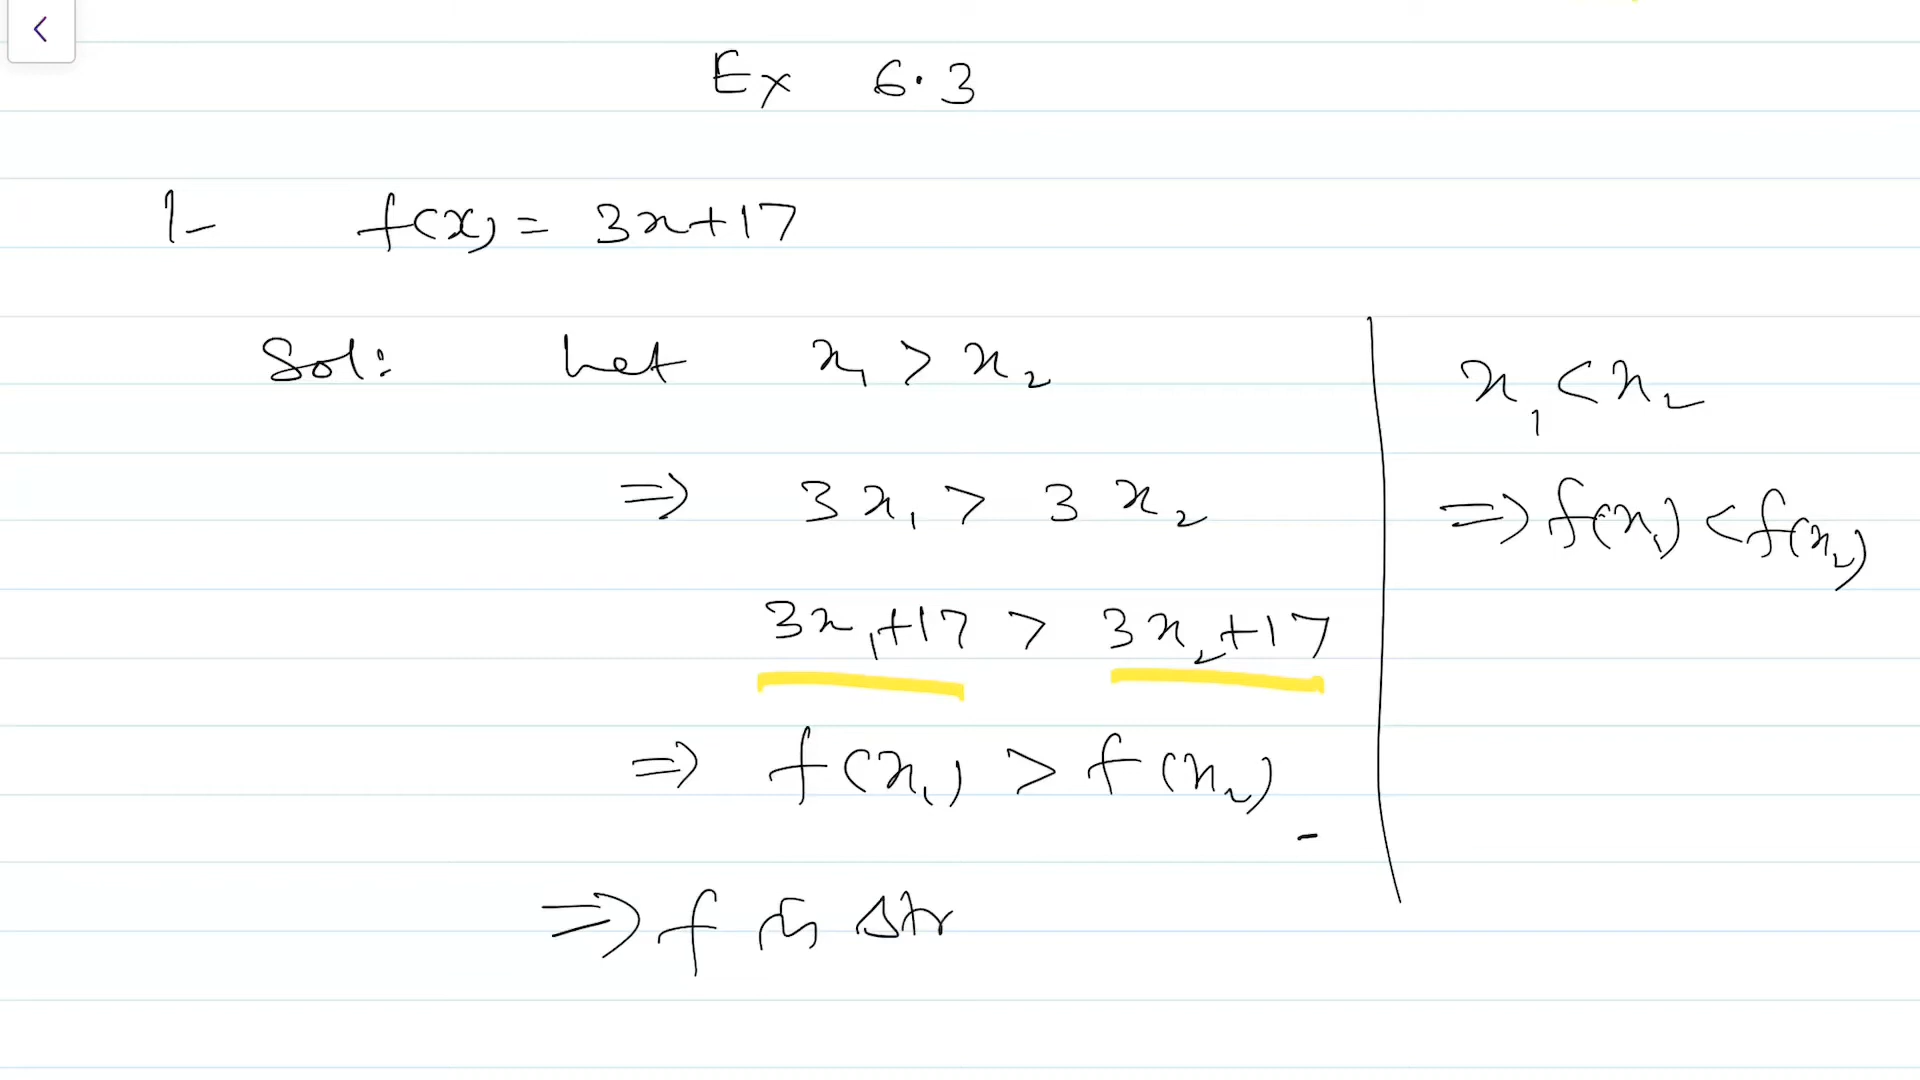 Ex 6.3
1- f(x) = 3x+17
Sol: Let x₁ > x₂
⇒ 3x₁ > 3x₂
3x₁+17 > 3x₂+17
⇒ f(x₁) > f(x₂)
⇒ f is str
x₁ < x₂
⇒ f(x₁) < f(x₂)